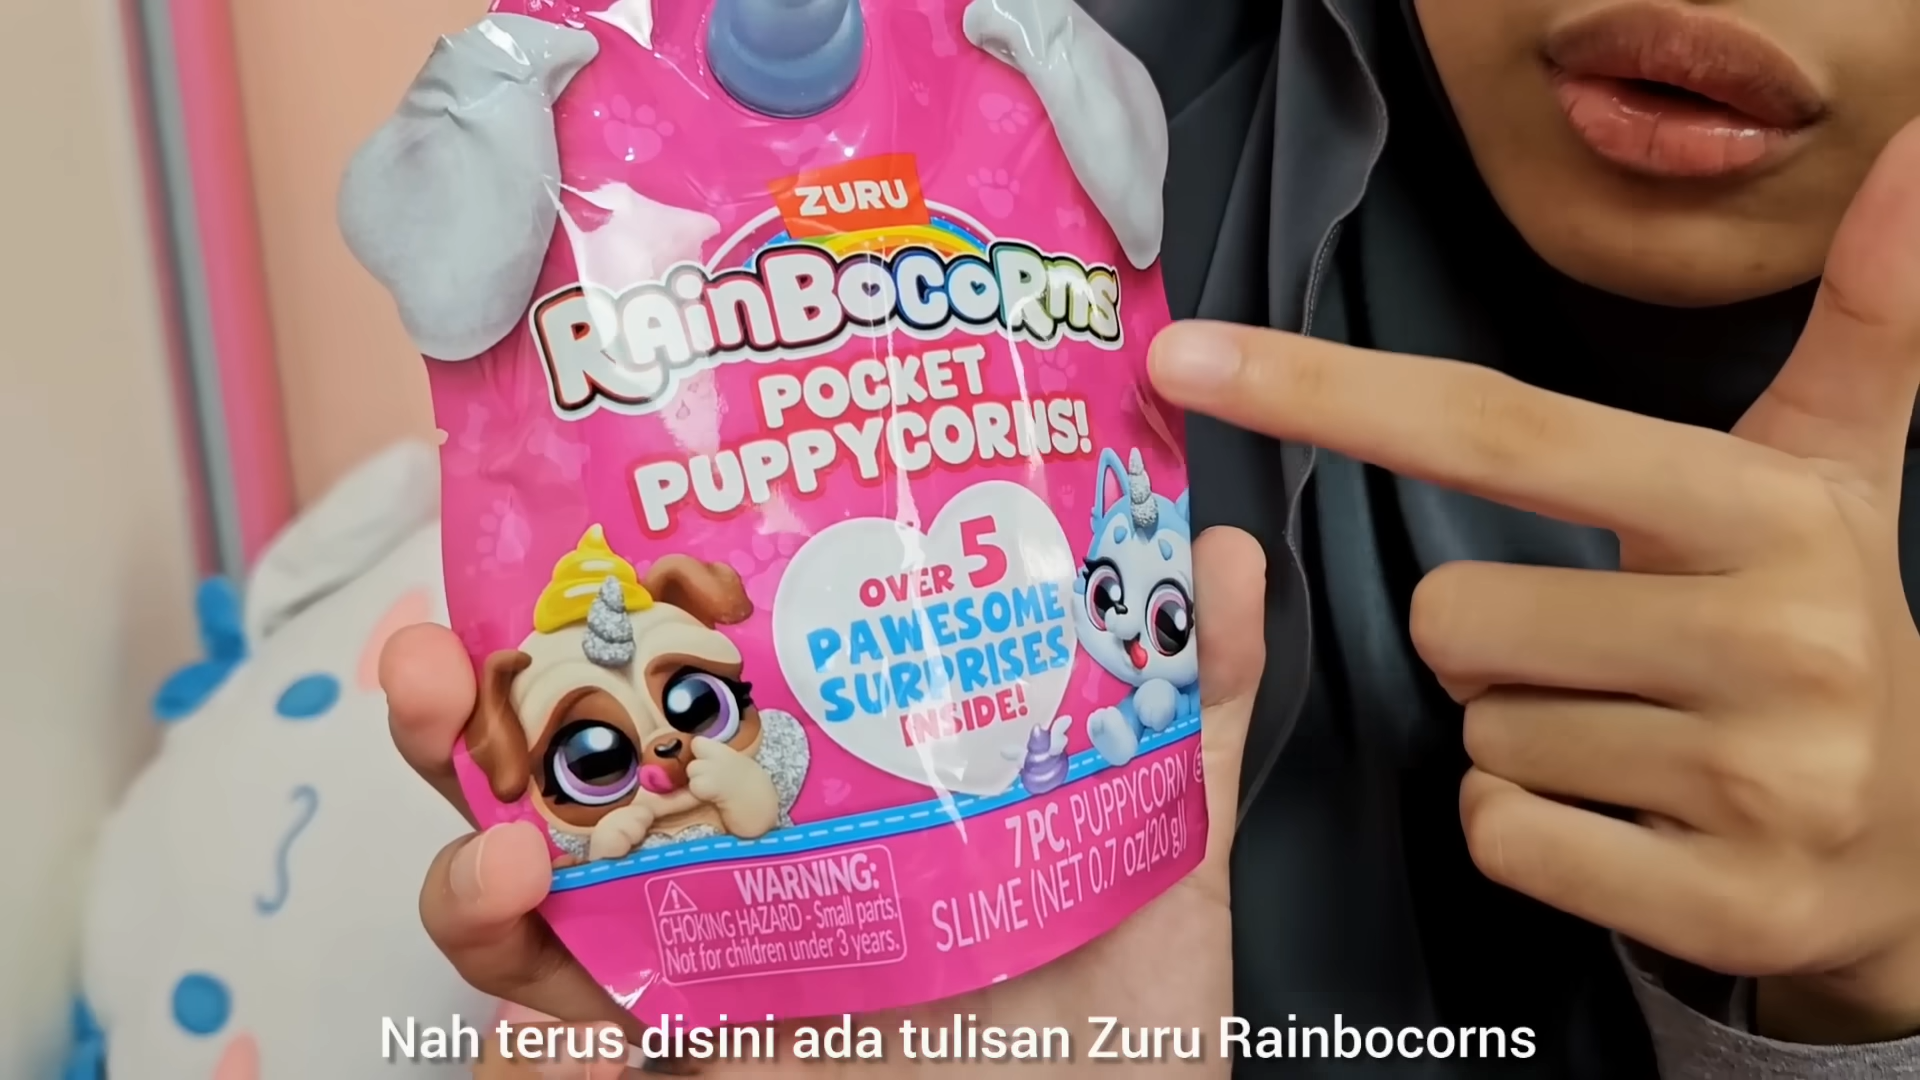 ZURU
RainBocoRns
POCKET
PUPPYCORNS!
OVER 5
PAWESOME
SURPRISES
INSIDE!
7 PC, PUPPYCORN
SLIME (NET 0.7 OZ(20 g))
WARNING:
CHOKING HAZARD - Small parts.
Not for children under 3 years.
Nah terus disini ada tulisan Zuru Rainbocorns